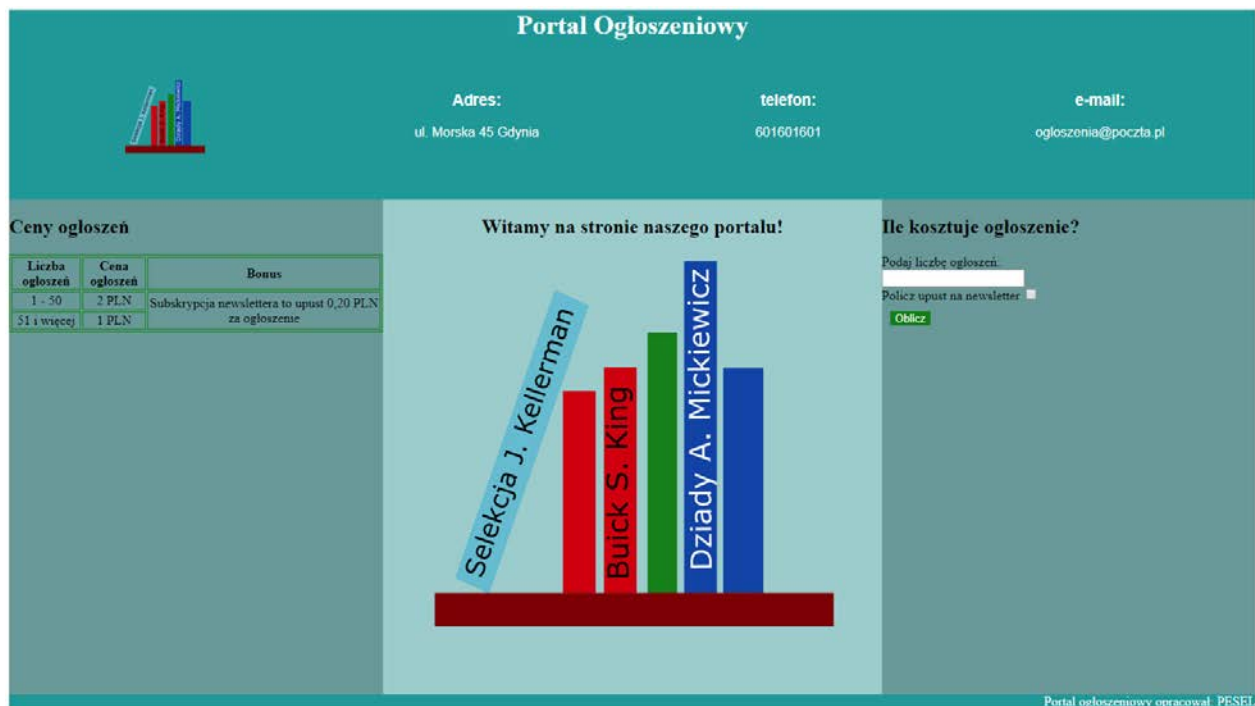 Portal Ogłoszeniowy
Adres:
ul. Morska 45 Gdynia
telefon:
601601601
e-mail:
ogloszenia@poczta.pl
Ceny ogłoszeń
Liczba ogłoszeń
Cena ogłoszeń
Bonus
1 - 50
2 PLN
Subskrypcja newslettera to upust 0,20 PLN
za ogłoszenie
51 i więcej
1 PLN
Witamy na stronie naszego portalu!
Selekcja J. Kellerman
Buick S. King
Dziady A. Mickiewicz
Ile kosztuje ogłoszenie?
Podaj liczbę ogłoszeń:
Policz upust na newsletter
Oblicz
Portal ogłoszeniowy opracował: PESEL